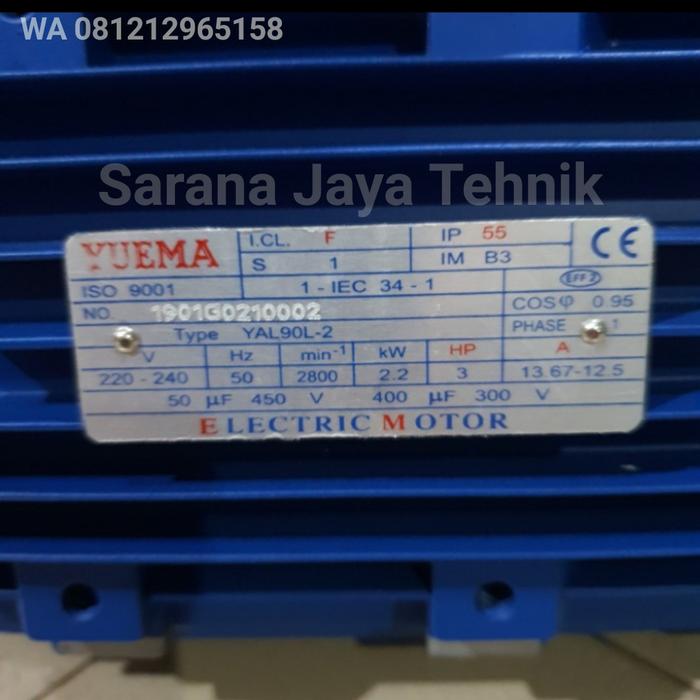 WA 081212965158
Sarana Jaya Tehnik
YUEMA I.CL. F IP 55 CE
S 1 IM B3
ISO 9001 1 - IEC 34 - 1 EFF2
NO. 1901G0210002 COSφ 0.95
Type YAL90L-2 PHASE 1
V Hz min-1 kW HP A
220 - 240 50 2800 2.2 3 13.67-12.5
50 µF 450 V 400 µF 300 V
ELECTRIC MOTOR